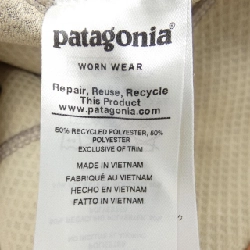 patagonia®
WORN WEAR
Repair, Reuse, Recycle
This Product
www.patagonia.com
50% RECYCLED POLYESTER, 50%
POLYESTER
EXCLUSIVE OF TRIM
MADE IN VIETNAM
FABRIQUÉ AU VIETNAM
HECHO EN VIETNAM
FATTO IN VIETNAM